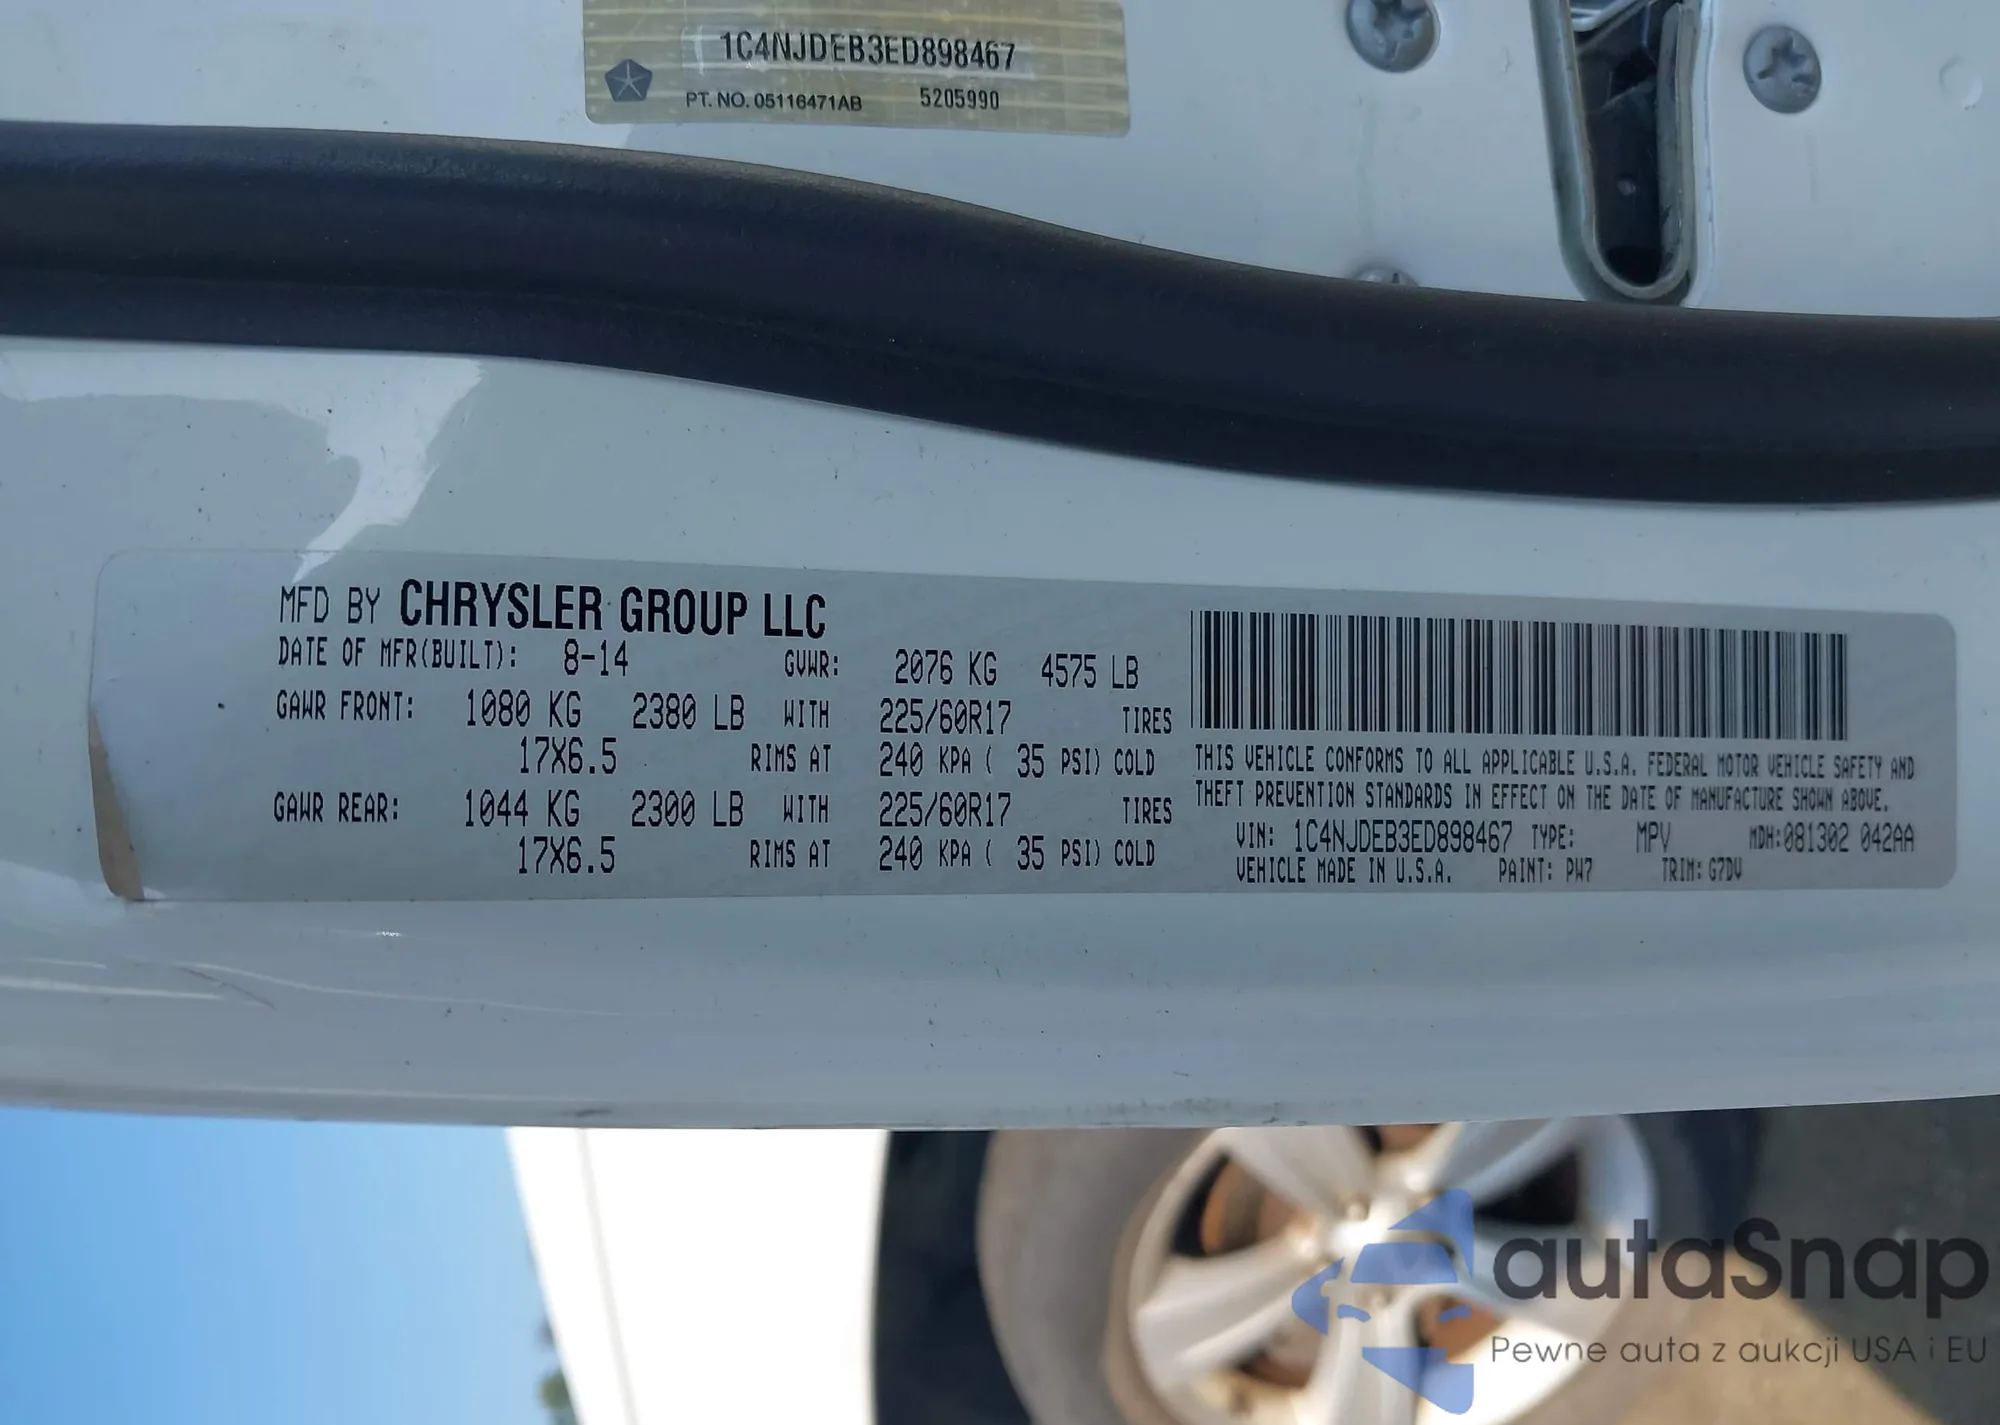 1C4NJDEB3ED898467
PT. NO. 05116471AB 5205990
MFD BY CHRYSLER GROUP LLC
DATE OF MFR(BUILT): 8-14 GVWR: 2076 KG 4575 LB
GAWR FRONT: 1080 KG 2380 LB WITH 225/60R17 TIRES
17X6.5 RIMS AT 240 KPA ( 35 PSI) COLD
GAWR REAR: 1044 KG 2300 LB WITH 225/60R17 TIRES
17X6.5 RIMS AT 240 KPA ( 35 PSI) COLD
THIS VEHICLE CONFORMS TO ALL APPLICABLE U.S.A. FEDERAL MOTOR VEHICLE SAFETY AND
THEFT PREVENTION STANDARDS IN EFFECT ON THE DATE OF MANUFACTURE SHOWN ABOVE.
VIN: 1C4NJDEB3ED898467 TYPE: MPV MDH:081302 042AA
VEHICLE MADE IN U.S.A. PAINT: PW7 TRIM: G7DV
autaSnap
Pewne auta z aukcji USA i EU